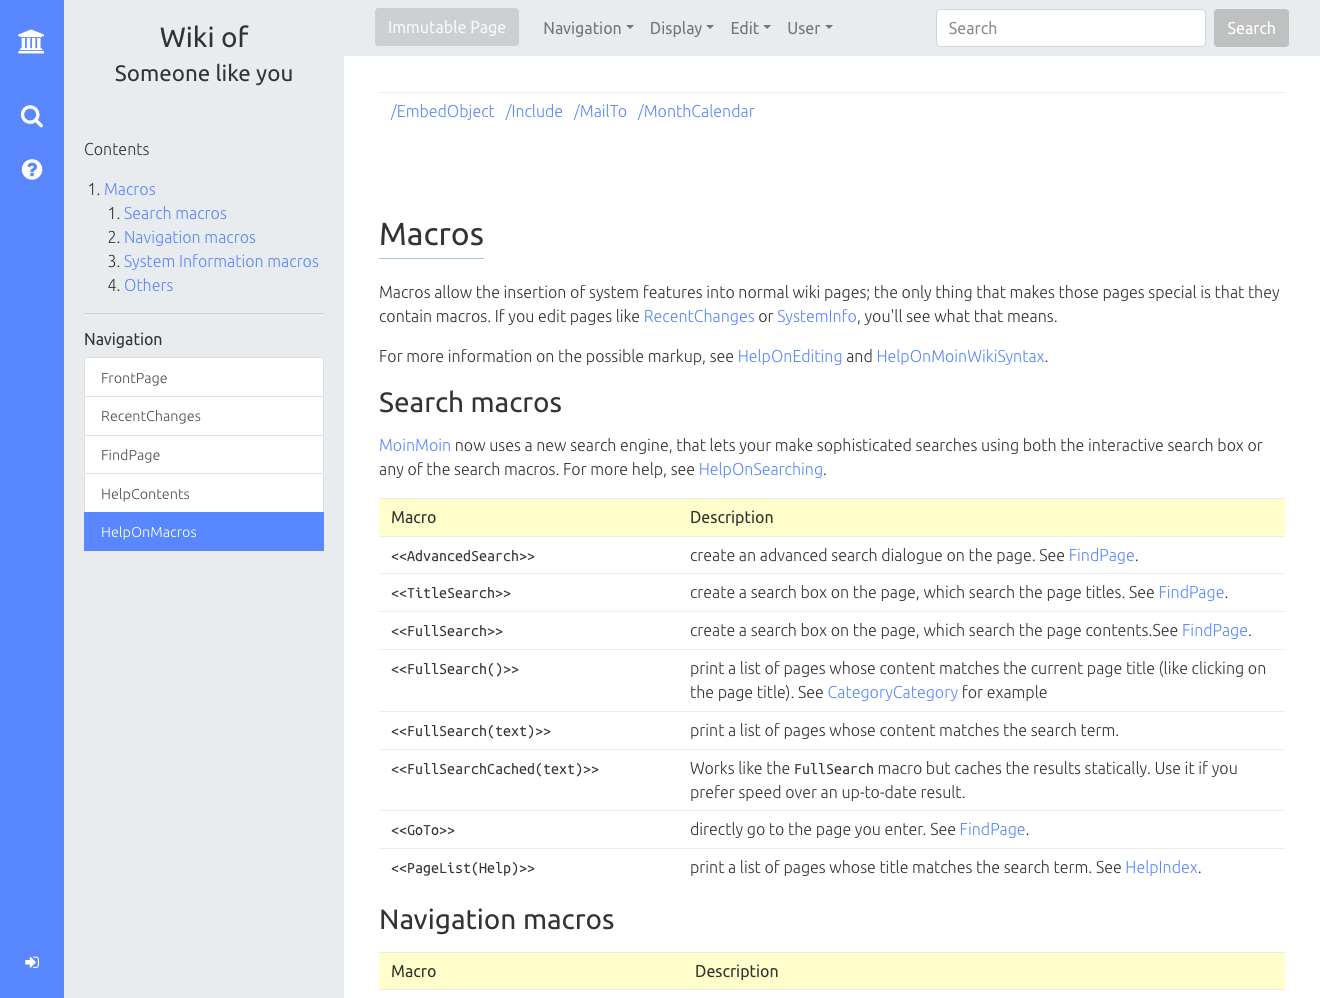 Wiki of
Someone like you
Contents
1. Macros
1. Search macros
2. Navigation macros
3. System Information macros
4. Others
Navigation
FrontPage
RecentChanges
FindPage
HelpContents
HelpOnMacros
Immutable Page Navigation Display Edit User Search Search
/EmbedObject /Include /MailTo /MonthCalendar
Macros
Macros allow the insertion of system features into normal wiki pages; the only thing that makes those pages special is that they
contain macros. If you edit pages like RecentChanges or SystemInfo, you'll see what that means.
For more information on the possible markup, see HelpOnEditing and HelpOnMoinWikiSyntax.
Search macros
MoinMoin now uses a new search engine, that lets your make sophisticated searches using both the interactive search box or
any of the search macros. For more help, see HelpOnSearching.
Macro Description
<<AdvancedSearch>> create an advanced search dialogue on the page. See FindPage.
<<TitleSearch>> create a search box on the page, which search the page titles. See FindPage.
<<FullSearch>> create a search box on the page, which search the page contents.See FindPage.
<<FullSearch()>> print a list of pages whose content matches the current page title (like clicking on
the page title). See CategoryCategory for example
<<FullSearch(text)>> print a list of pages whose content matches the search term.
<<FullSearchCached(text)>> Works like the FullSearch macro but caches the results statically. Use it if you
prefer speed over an up-to-date result.
<<GoTo>> directly go to the page you enter. See FindPage.
<<PageList(Help)>> print a list of pages whose title matches the search term. See HelpIndex.
Navigation macros
Macro Description